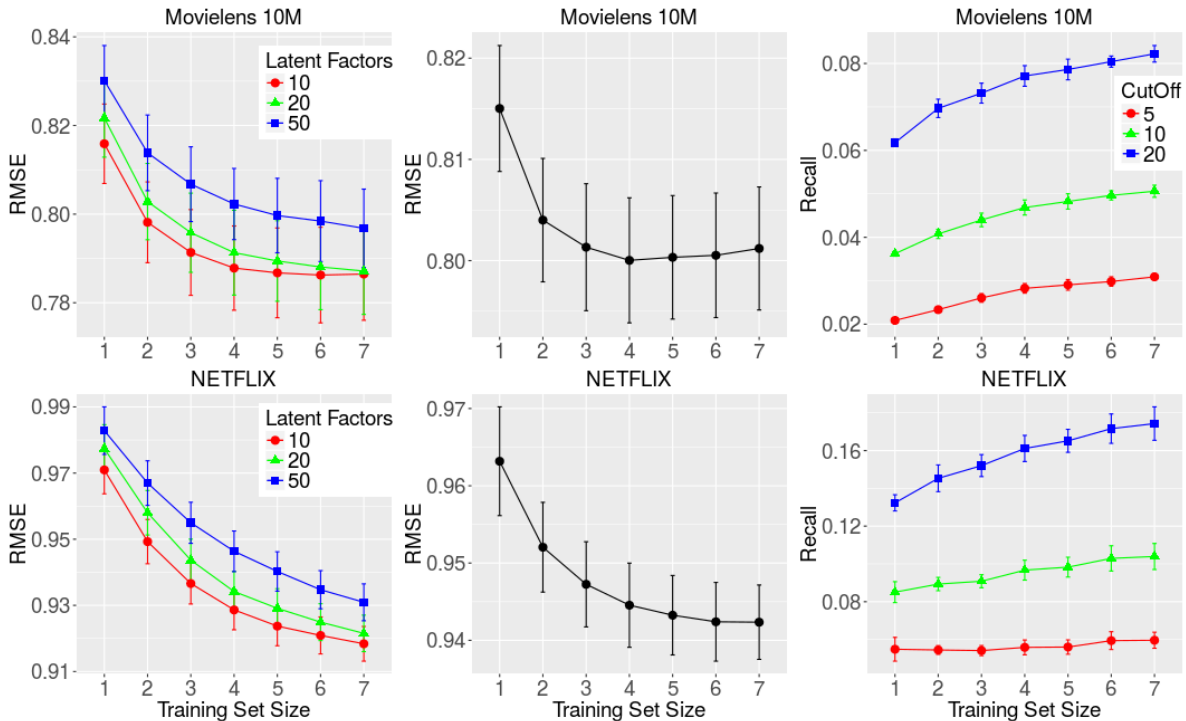 Movielens 10M
0.84
0.82
0.80
0.78
RMSE
Latent Factors
10
20
50
1 2 3 4 5 6 7
Movielens 10M
0.82
0.81
0.80
RMSE
1 2 3 4 5 6 7
Movielens 10M
0.08
0.06
0.04
0.02
Recall
CutOff
5
10
20
1 2 3 4 5 6 7
NETFLIX
0.99
0.97
0.95
0.93
0.91
RMSE
Latent Factors
10
20
50
1 2 3 4 5 6 7
Training Set Size
NETFLIX
0.97
0.96
0.95
0.94
RMSE
1 2 3 4 5 6 7
Training Set Size
NETFLIX
0.16
0.12
0.08
Recall
1 2 3 4 5 6 7
Training Set Size